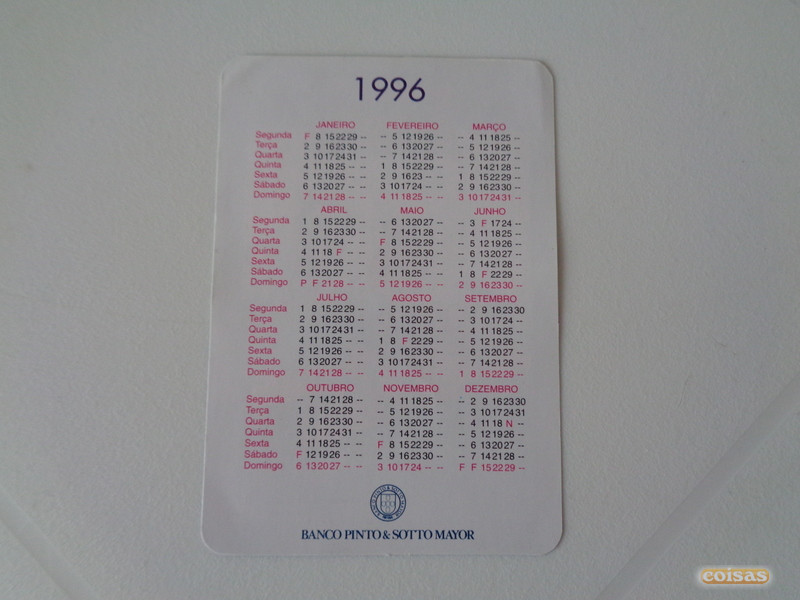 1996
JANEIRO FEVEREIRO MARÇO
Segunda F 8 15 22 29 -- -- 5 12 19 26 -- 4 11 18 25 --
Terça 2 9 16 23 30 -- 6 13 20 27 -- 5 12 19 26
Quarta 3 10 17 24 31 -- 7 14 21 28 -- 6 13 20 27
Quinta 4 11 18 25 -- 1 8 15 22 29 -- 7 14 21 28
Sexta 5 12 19 26 -- 2 9 16 23 -- 1 8 15 22 29
Sábado 6 13 20 27 -- 3 10 17 24 -- 2 9 16 23 30
Domingo 7 14 21 28 -- 4 11 18 25 -- 3 10 17 24 31 --
ABRIL MAIO JUNHO
Segunda 1 8 15 22 29 -- -- 6 13 20 27 -- 3 F 17 24 --
Terça 2 9 16 23 30 -- -- 7 14 21 28 -- 4 11 18 25
Quarta 3 10 17 24 -- F 8 15 22 29 -- 5 12 19 26
Quinta 4 11 18 F -- 2 9 16 23 30 -- 6 13 20 27
Sexta 5 12 19 26 -- 3 10 17 24 31 -- 7 14 21 28
Sábado 6 13 20 27 -- 4 11 18 25 -- 1 8 F 22 29 --
Domingo P F 21 28 -- -- 5 12 19 26 -- 2 9 16 23 30 --
JULHO AGOSTO SETEMBRO
Segunda 1 8 15 22 29 -- -- 5 12 19 26 -- 2 9 16 23 30
Terça 2 9 16 23 30 -- -- 6 13 20 27 -- 3 10 17 24 --
Quarta 3 10 17 24 31 -- -- 7 14 21 28 -- 4 11 18 25
Quinta 4 11 18 25 -- 1 8 F 22 29 -- 5 12 19 26
Sexta 5 12 19 26 -- 2 9 16 23 30 -- 6 13 20 27
Sábado 6 13 20 27 -- 3 10 17 24 31 -- 7 14 21 28
Domingo 7 14 21 28 -- 4 11 18 25 -- 1 8 15 22 29 --
OUTUBRO NOVEMBRO DEZEMBRO
Segunda -- 7 14 21 28 -- -- 4 11 18 25 -- 2 9 16 23 30
Terça 1 8 15 22 29 -- -- 5 12 19 26 -- 3 10 17 24 31
Quarta 2 9 16 23 30 -- -- 6 13 20 27 -- 4 11 18 N --
Quinta 3 10 17 24 31 -- -- 7 14 21 28 -- 5 12 19 26
Sexta 4 11 18 25 -- F 8 15 22 29 -- 6 13 20 27
Sábado F 12 19 26 -- 2 9 16 23 30 -- 7 14 21 28
Domingo 6 13 20 27 -- 3 10 17 24 -- F F 15 22 29 --
BANCO PINTO & SOTTO MAYOR
coisas